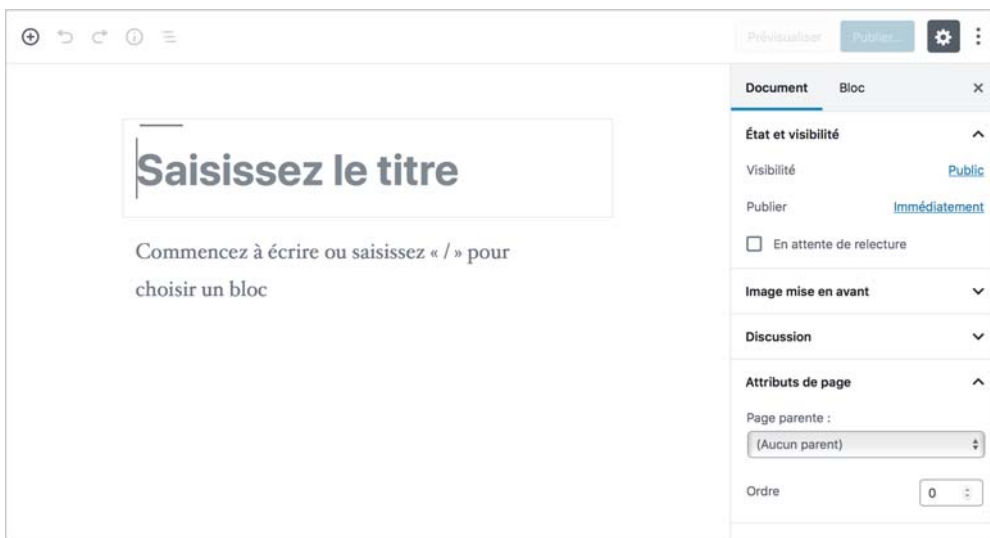 Prévisualiser Publier...
Document Bloc
Saisissez le titre
Commencez à écrire ou saisissez « / » pour
choisir un bloc
État et visibilité
Visibilité Public
Publier Immédiatement
En attente de relecture
Image mise en avant
Discussion
Attributs de page
Page parente :
(Aucun parent)
Ordre 0